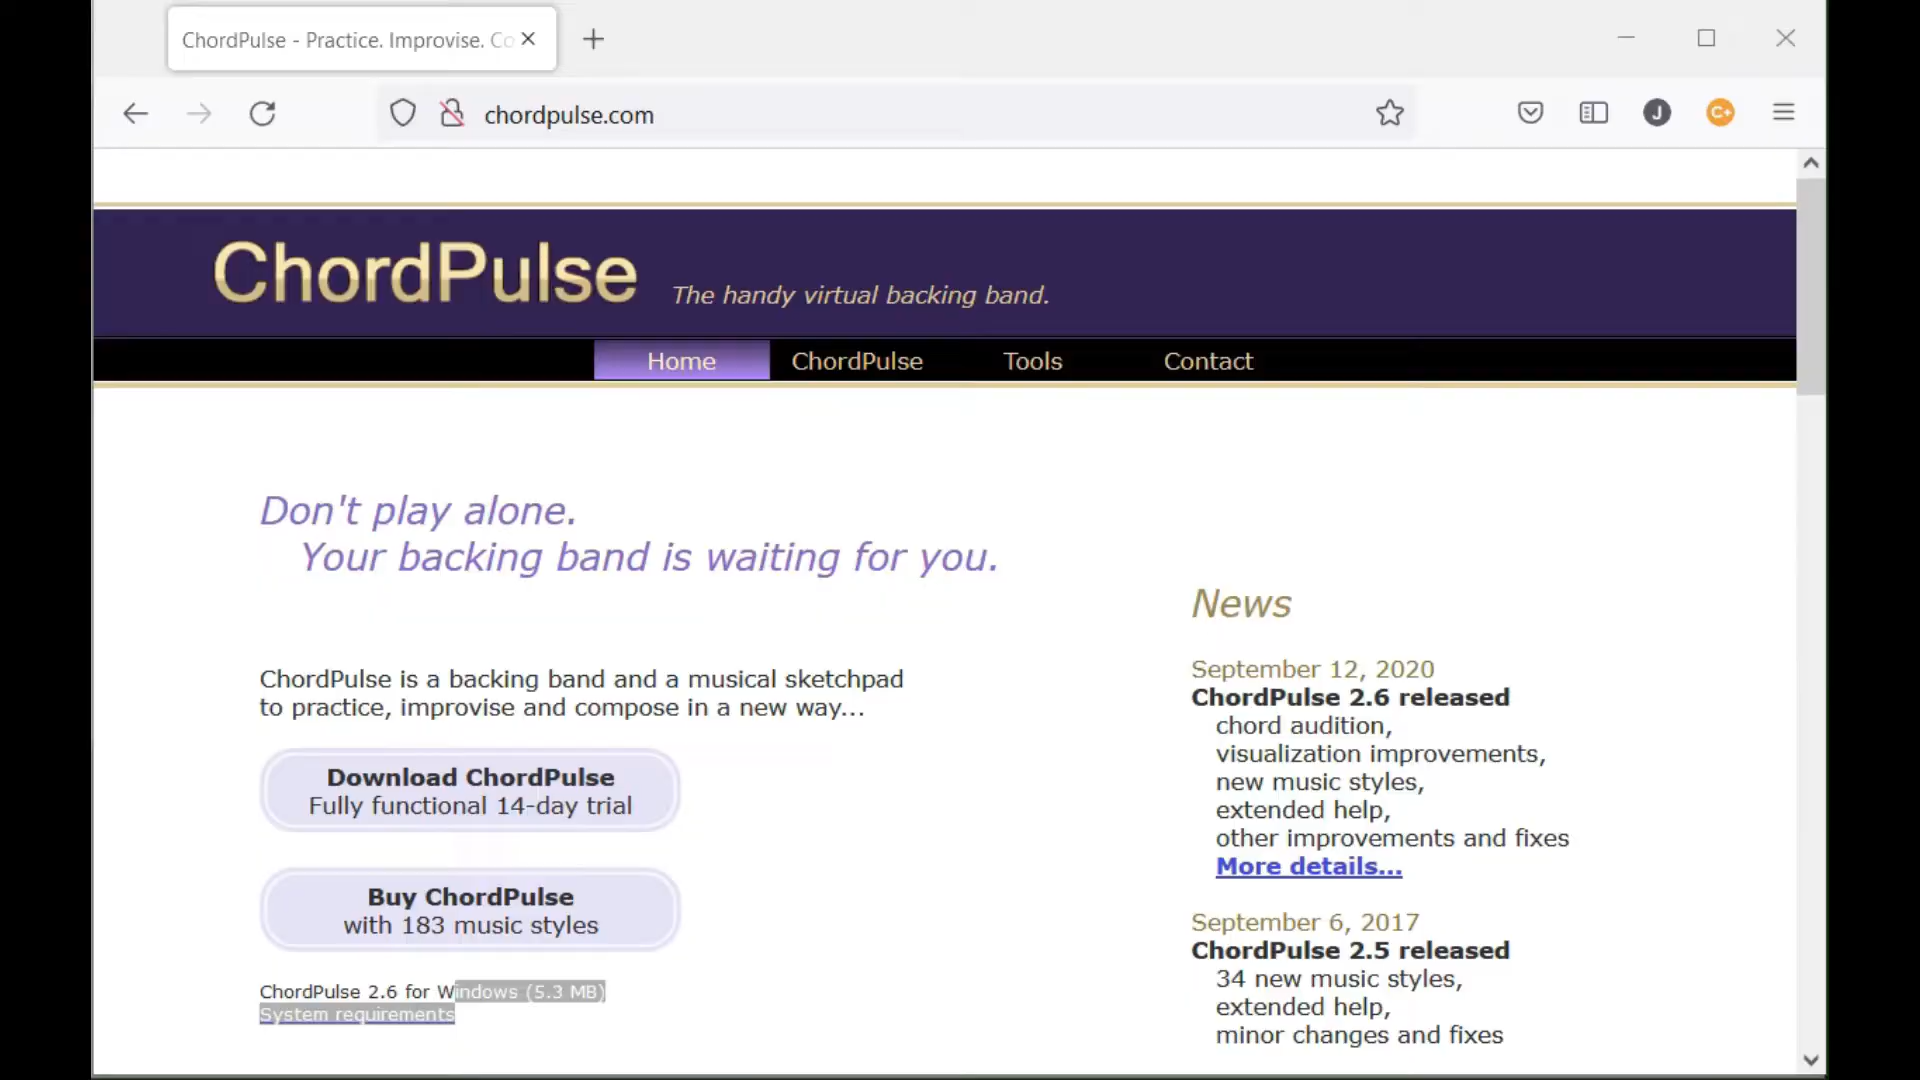 ChordPulse - Practice. Improvise. Co
chordpulse.com
J
C+
ChordPulse
The handy virtual backing band.
Home
ChordPulse
Tools
Contact
Don't play alone.
Your backing band is waiting for you.
ChordPulse is a backing band and a musical sketchpad
to practice, improvise and compose in a new way...
Download ChordPulse
Fully functional 14-day trial
Buy ChordPulse
with 183 music styles
ChordPulse 2.6 for Windows (5.3 MB)
System requirements
News
September 12, 2020
ChordPulse 2.6 released
chord audition,
visualization improvements,
new music styles,
extended help,
other improvements and fixes
More details...
September 6, 2017
ChordPulse 2.5 released
34 new music styles,
extended help,
minor changes and fixes